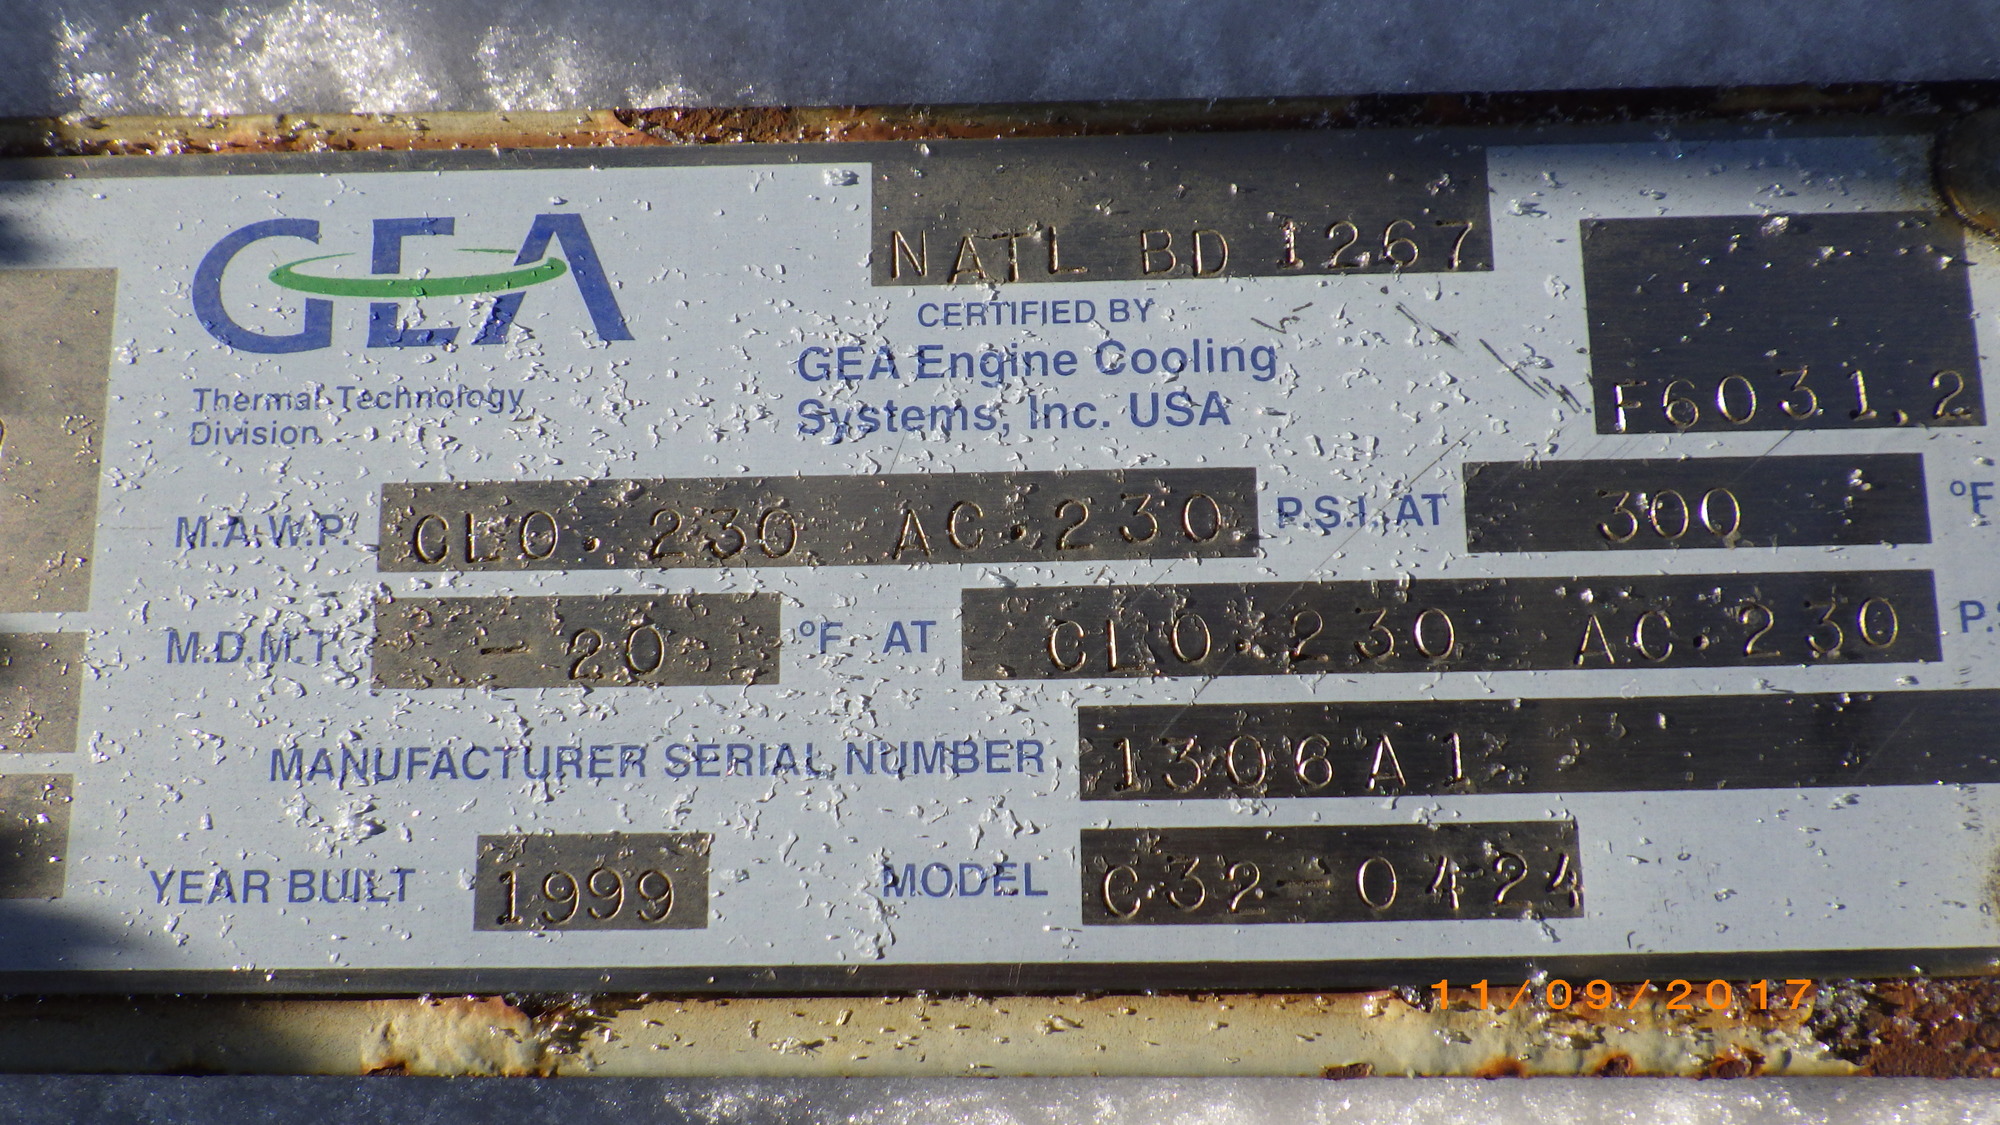 GEA
Thermal Technology
Division
NATL BD 1267
CERTIFIED BY
GEA Engine Cooling
Systems, Inc. USA
F6031.2
M.A.W.P. CLO. 230 AC. 230 P.S.I. AT 300 °F
M.D.M.T. - 20 °F AT CLO. 230 AC. 230 P.S
MANUFACTURER SERIAL NUMBER 1306A1
YEAR BUILT 1999 MODEL C32-0424
11/09/2017